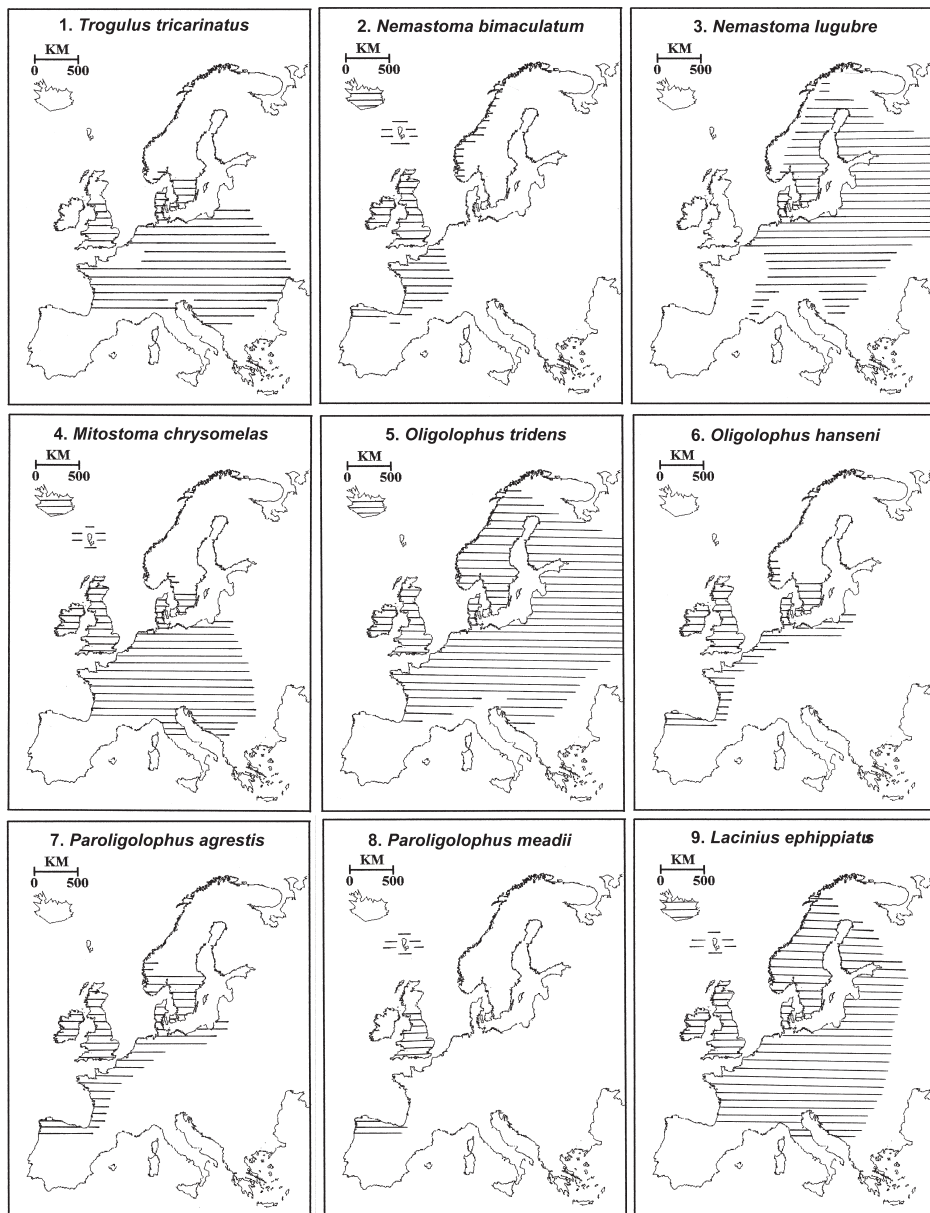 1. Trogulus tricarinatus
KM
0 500
2. Nemastoma bimaculatum
KM
0 500
3. Nemastoma lugubre
KM
0 500
4. Mitostoma chrysomelas
KM
0 500
5. Oligolophus tridens
KM
0 500
6. Oligolophus hanseni
KM
0 500
7. Paroligolophus agrestis
KM
0 500
8. Paroligolophus meadii
KM
0 500
9. Lacinius ephippiatus
KM
0 500